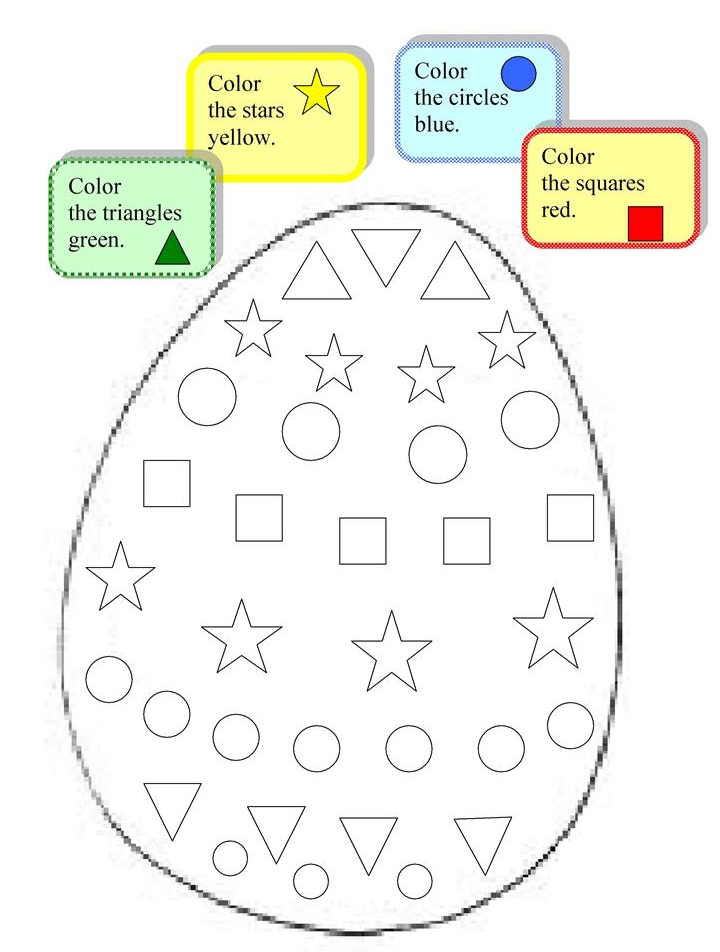 Color
the stars
yellow.
Color
the circles
blue.
Color
the squares
red.
Color
the triangles
green.